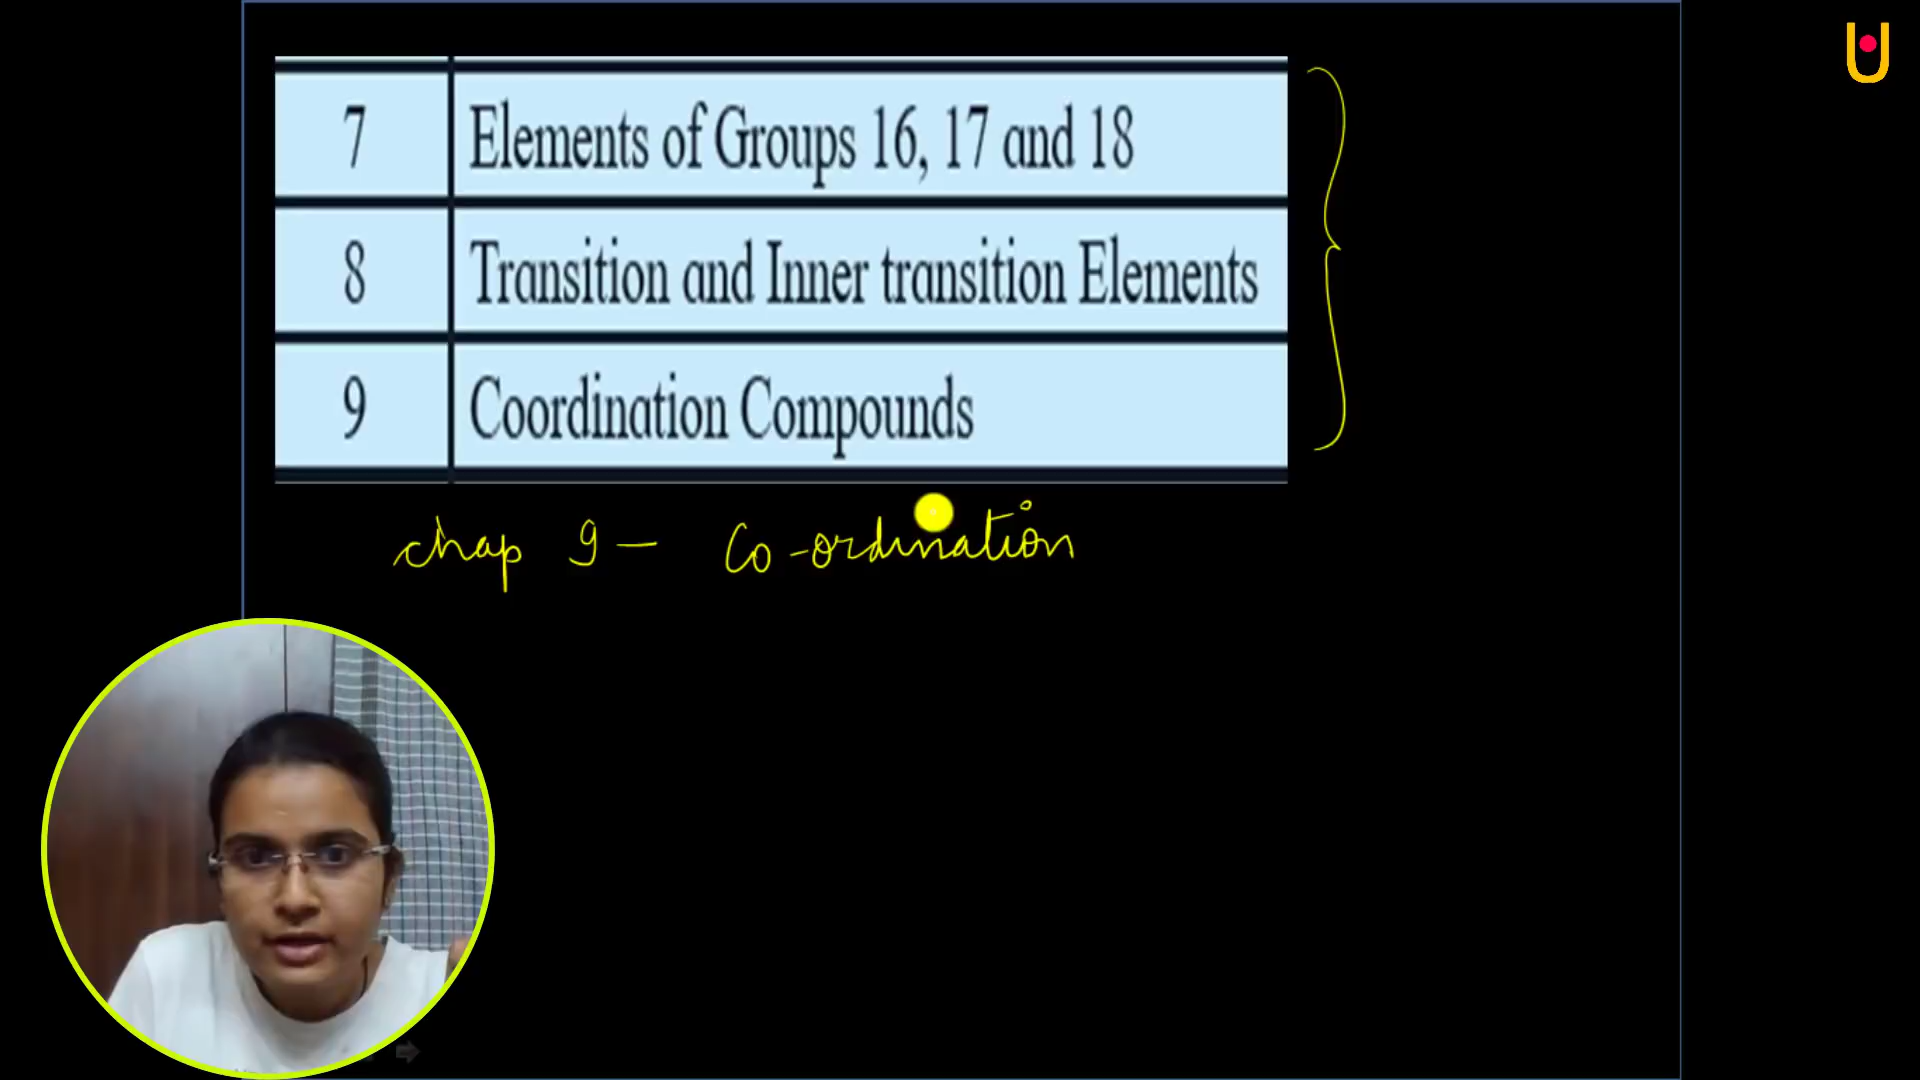 7 Elements of Groups 16, 17 and 18
8 Transition and Inner transition Elements
9 Coordination Compounds
chap 9 - Co-ordination